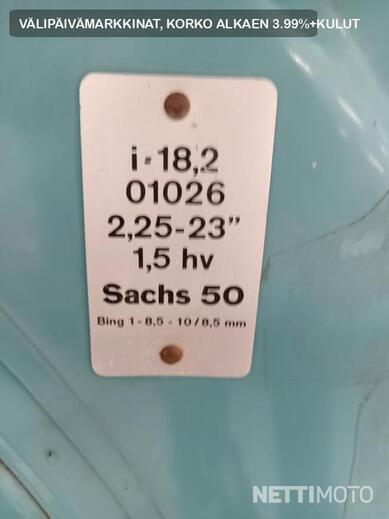 VÄLIPÄIVÄMARKKINAT, KORKO ALKAEN 3.99%+KULUT
i-18,2
01026
2,25-23”
1,5 hv
Sachs 50
Bing 1-8,5 - 10/8,5 mm
NETTIMOTO